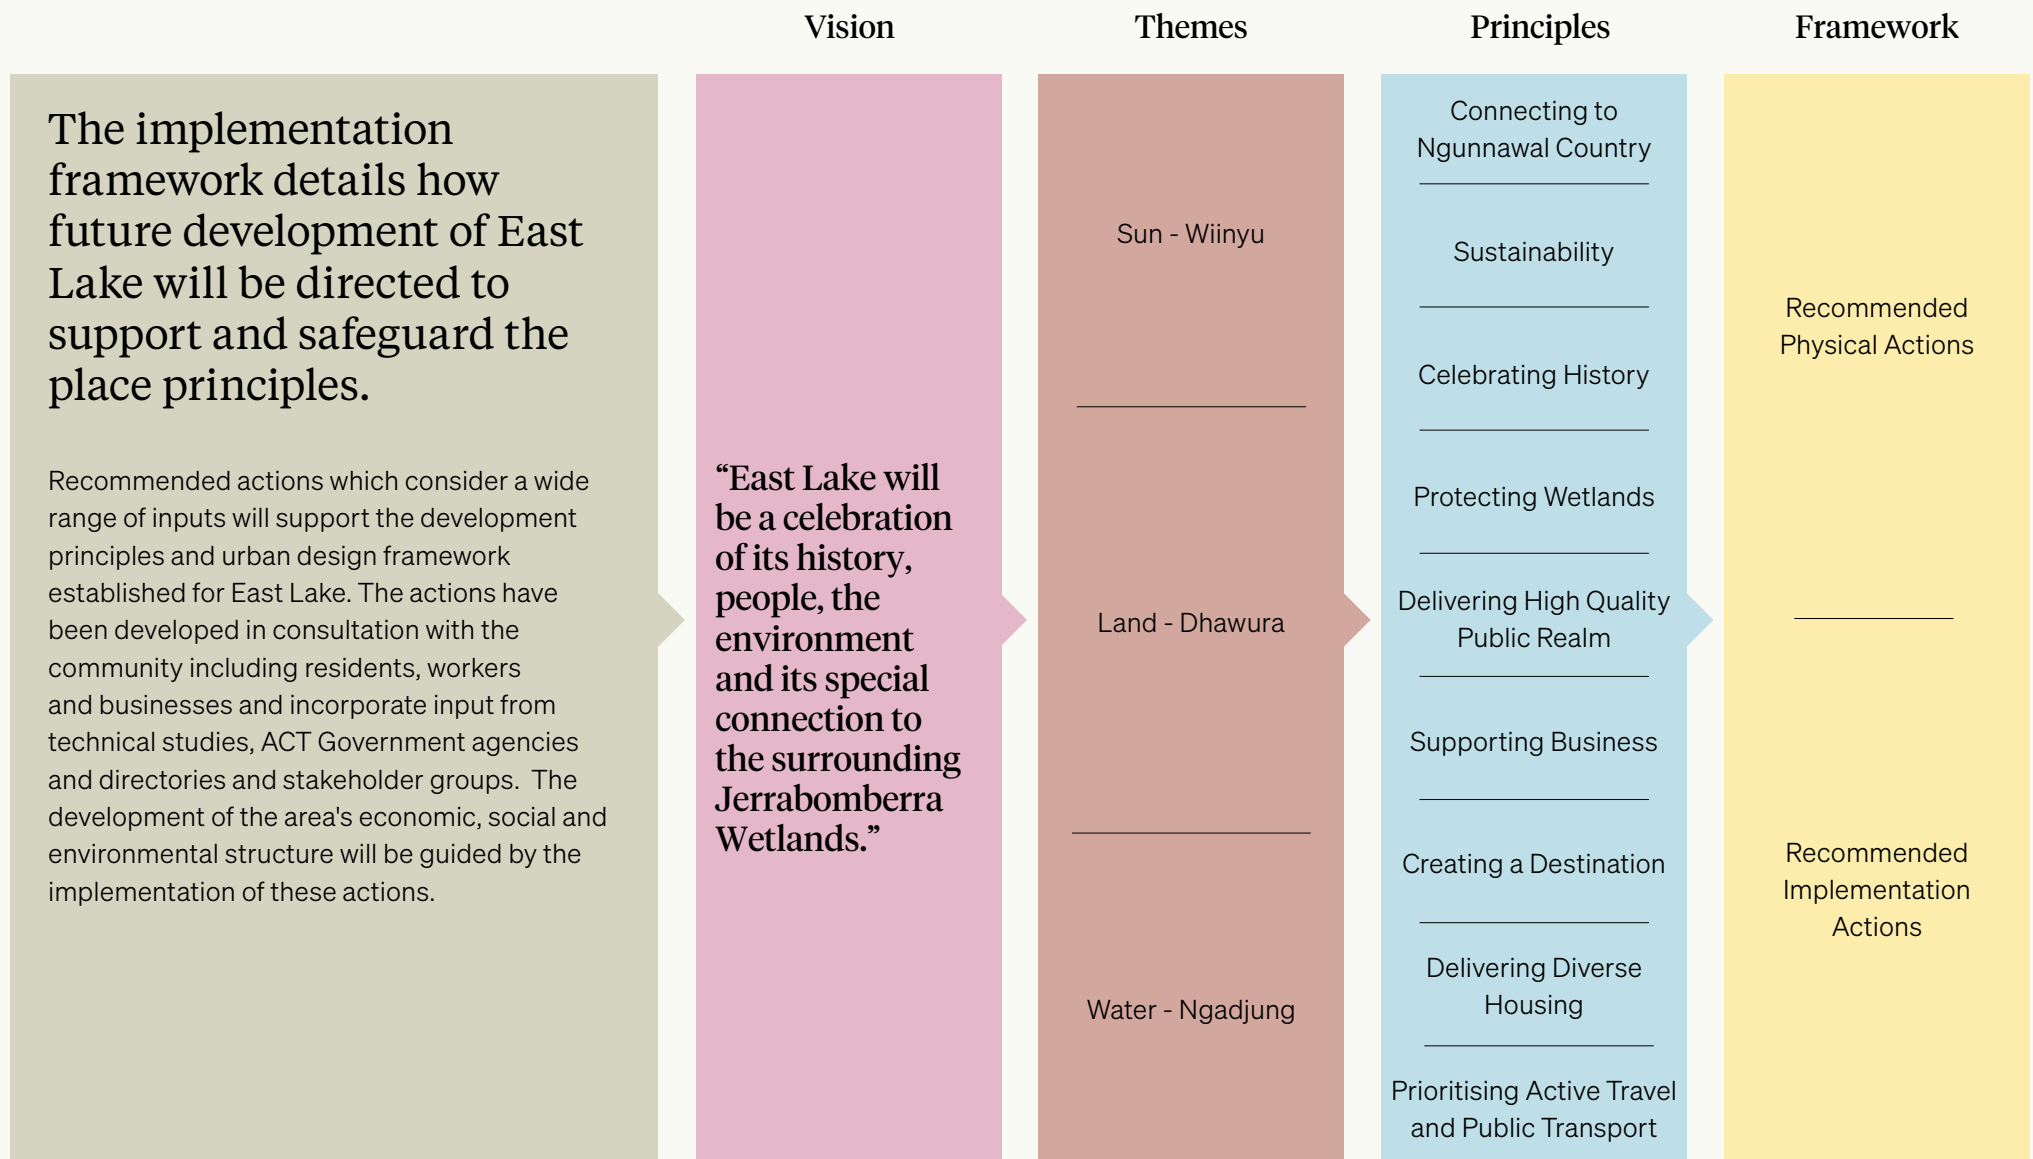 Vision
Themes
Principles
Framework
The implementation
framework details how
future development of East
Lake will be directed to
support and safeguard the
place principles.
Recommended actions which consider a wide
range of inputs will support the development
principles and urban design framework
established for East Lake. The actions have
been developed in consultation with the
community including residents, workers
and businesses and incorporate input from
technical studies, ACT Government agencies
and directories and stakeholder groups.  The
development of the area's economic, social and
environmental structure will be guided by the
implementation of these actions.
“East Lake will
be a celebration
of its history,
people, the
environment
and its special
connection to
the surrounding
Jerrabomberra
Wetlands.”
Sun - Wiinyu
Land - Dhawura
Water - Ngadjung
Connecting to
Ngunnawal Country
Sustainability
Celebrating History
Protecting Wetlands
Delivering High Quality
Public Realm
Supporting Business
Creating a Destination
Delivering Diverse
Housing
Prioritising Active Travel
and Public Transport
Recommended
Physical Actions
Recommended
Implementation
Actions